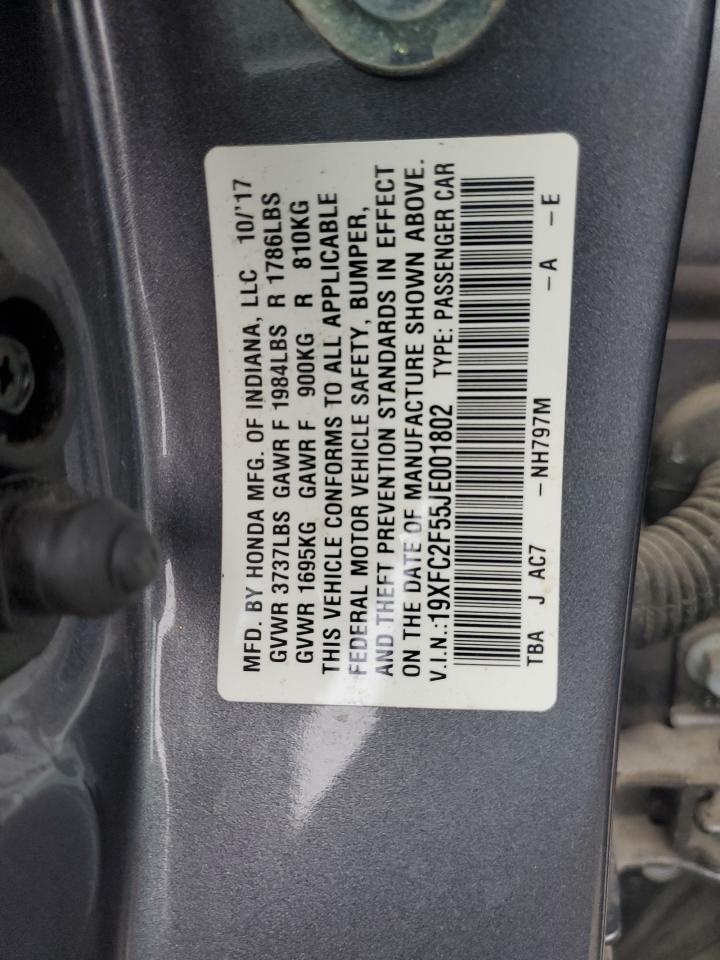 MFD. BY HONDA MFG. OF INDIANA, LLC 10/'17
GVWR 3737LBS GAWR F 1984LBS R 1786LBS
GVWR 1695KG GAWR F 900KG R 810KG
THIS VEHICLE CONFORMS TO ALL APPLICABLE
FEDERAL MOTOR VEHICLE SAFETY, BUMPER,
AND THEFT PREVENTION STANDARDS IN EFFECT
ON THE DATE OF MANUFACTURE SHOWN ABOVE.
V.I.N.:19XFC2F55JE001802 TYPE: PASSENGER CAR
TBA J AC7 -NH797M -A -E